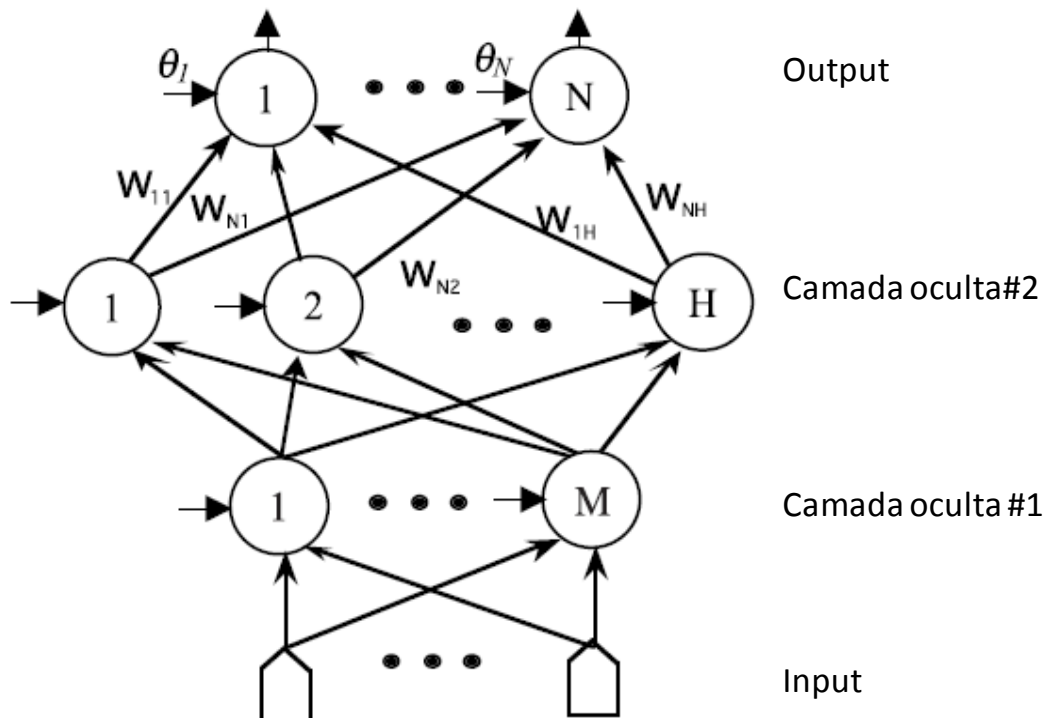 θ1 θN Output
1 N
W11 WN1 W1H WNH
WN2
1 2 H Camada oculta#2
1 M Camada oculta #1
Input